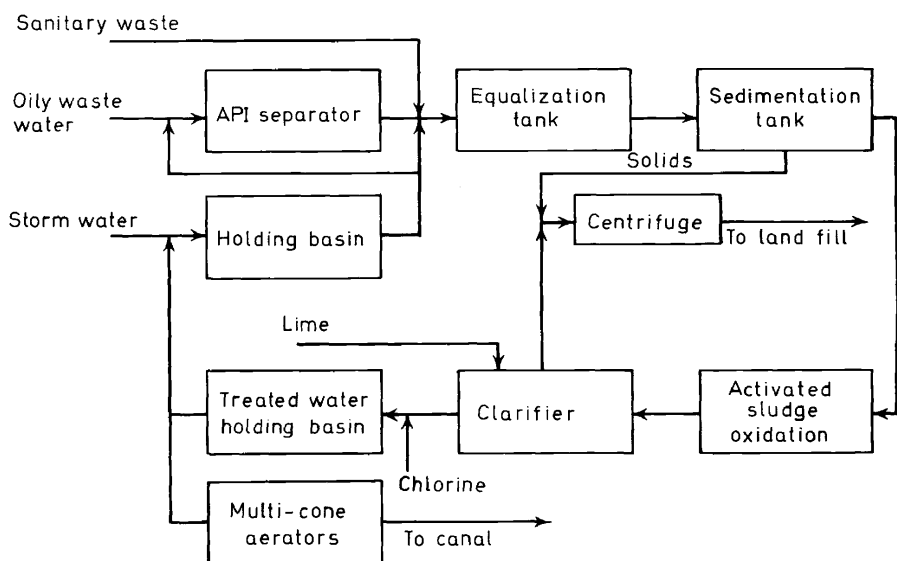 Sanitary waste
Oily waste
water
API separator
Equalization
tank
Sedimentation
tank
Solids
Storm water
Holding basin
Centrifuge
To land fill
Lime
Treated water
holding basin
Clarifier
Activated
sludge
oxidation
Chlorine
Multi-cone
aerators
To canal